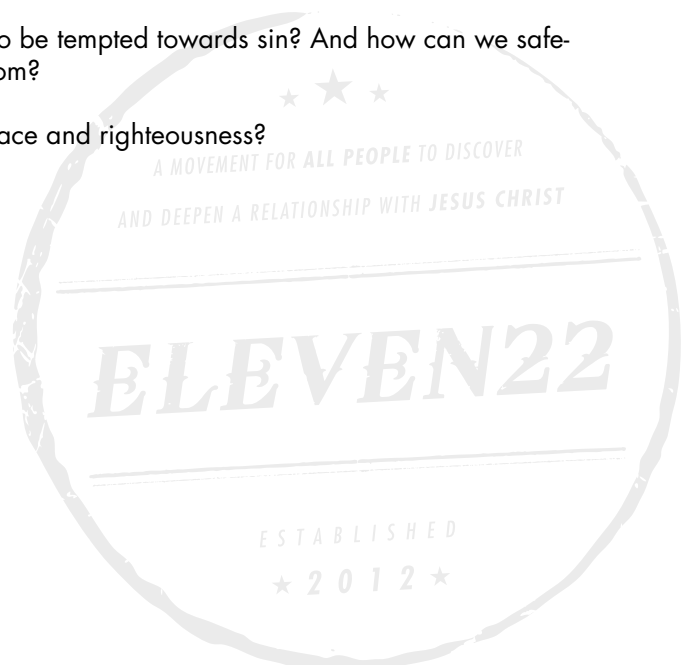 o be tempted towards sin? And how can we safe-
om?
ace and righteousness?
A MOVEMENT FOR ALL PEOPLE TO DISCOVER
AND DEEPEN A RELATIONSHIP WITH JESUS CHRIST
ELEVEN22
ESTABLISHED
★ 2012 ★